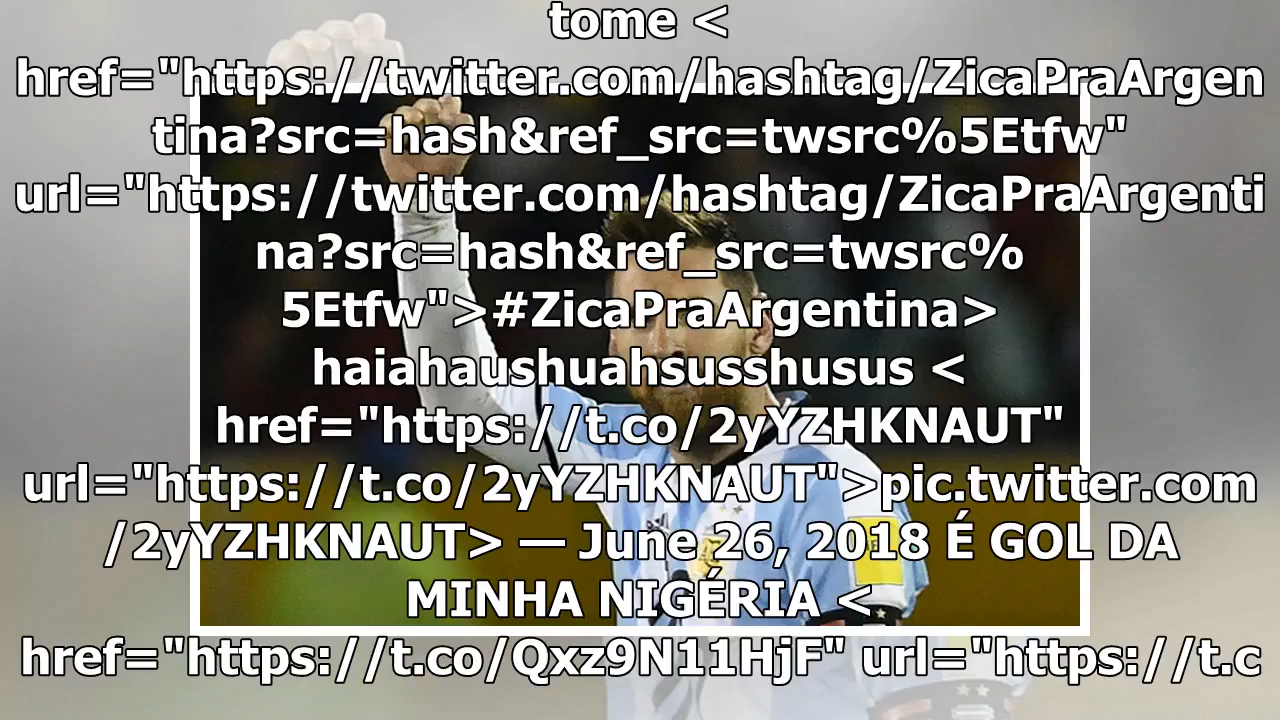 tome <
href="https://twitter.com/hashtag/ZicaPraArgen
tina?src=hash&ref_src=twsrc%5Etfw"
url="https://twitter.com/hashtag/ZicaPraArgenti
na?src=hash&ref_src=twsrc%
5Etfw">#ZicaPraArgentina>
haiahaushuahsusshusus <
href="https://t.co/2yYZHKNAUT"
url="https://t.co/2yYZHKNAUT">pic.twitter.com
/2yYZHKNAUT> — June 26, 2018 É GOL DA
MINHA NIGÉRIA <
href="https://t.co/Qxz9N11HjF" url="https://t.c